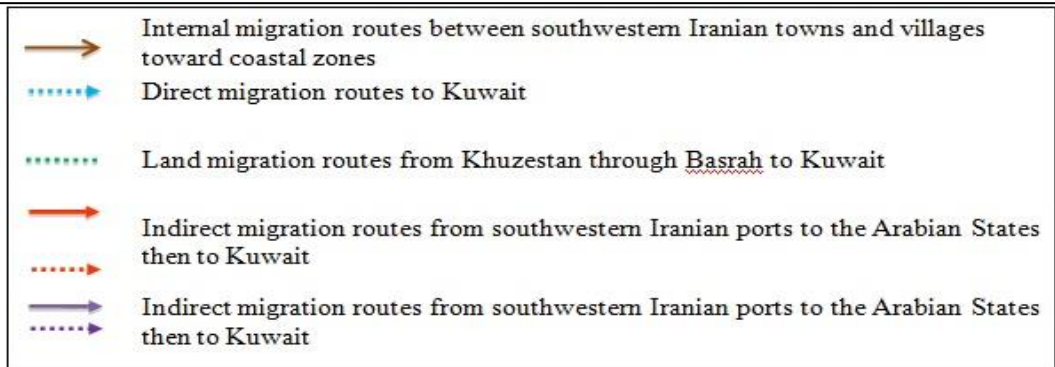 Internal migration routes between southwestern Iranian towns and villages
toward coastal zones
Direct migration routes to Kuwait
Land migration routes from Khuzestan through Basrah to Kuwait
Indirect migration routes from southwestern Iranian ports to the Arabian States
then to Kuwait
Indirect migration routes from southwestern Iranian ports to the Arabian States
then to Kuwait